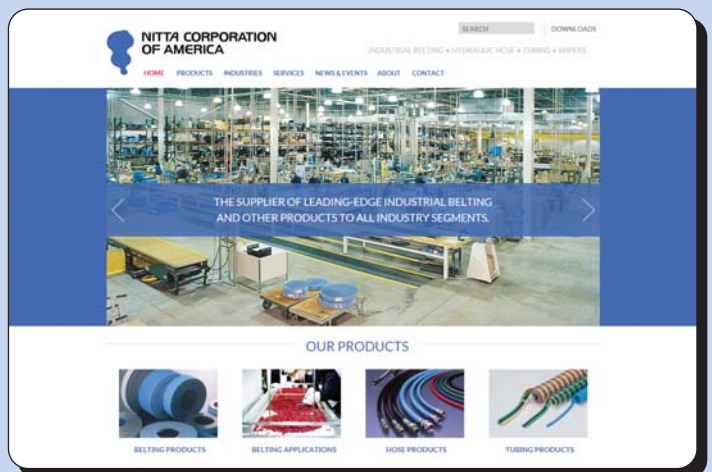 NITTA CORPORATION
OF AMERICA
SEARCH
DOWNLOADS
INDUSTRIAL BELTING • HYDRAULIC HOSE • TUBING • WIPERS
HOME PRODUCTS INDUSTRIES SERVICES NEWS & EVENTS ABOUT CONTACT
THE SUPPLIER OF LEADING-EDGE INDUSTRIAL BELTING
AND OTHER PRODUCTS TO ALL INDUSTRY SEGMENTS.
OUR PRODUCTS
BELTING PRODUCTS
BELTING APPLICATIONS
HOSE PRODUCTS
TUBING PRODUCTS